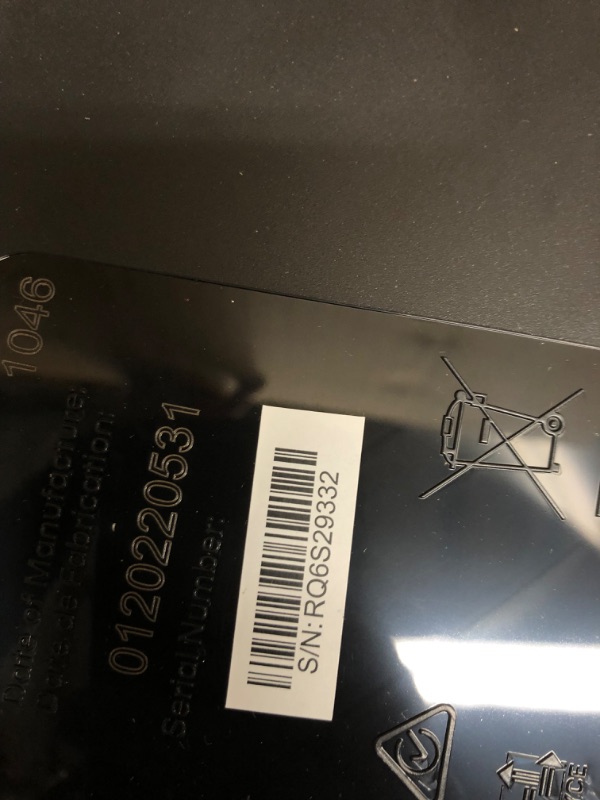 1046
Date of Manufacture:
Date de Fabrication:
0120220531
Serial Number:
S/N: RQ6S29332